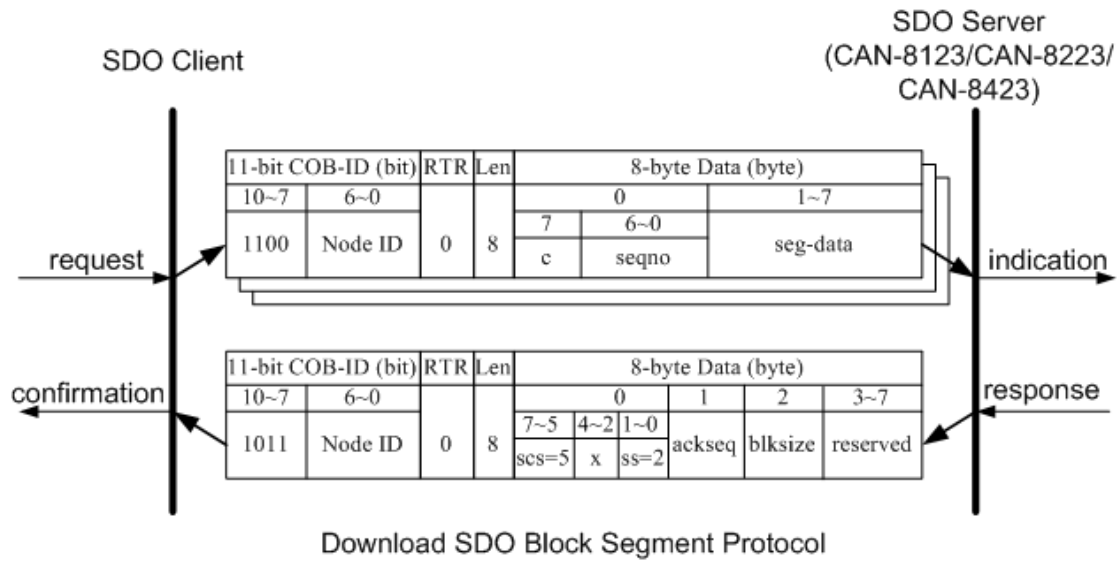 SDO Client
SDO Server
(CAN-8123/CAN-8223/
CAN-8423)
11-bit COB-ID (bit) RTR Len 8-byte Data (byte)
10~7 6~0 0 1~7
7 6~0
1100 Node ID 0 8 c seqno seg-data
request
indication
11-bit COB-ID (bit) RTR Len 8-byte Data (byte)
10~7 6~0 0 1 2 3~7
7~5 4~2 1~0
1011 Node ID 0 8 scs=5 x ss=2 ackseq blksize reserved
confirmation
response
Download SDO Block Segment Protocol